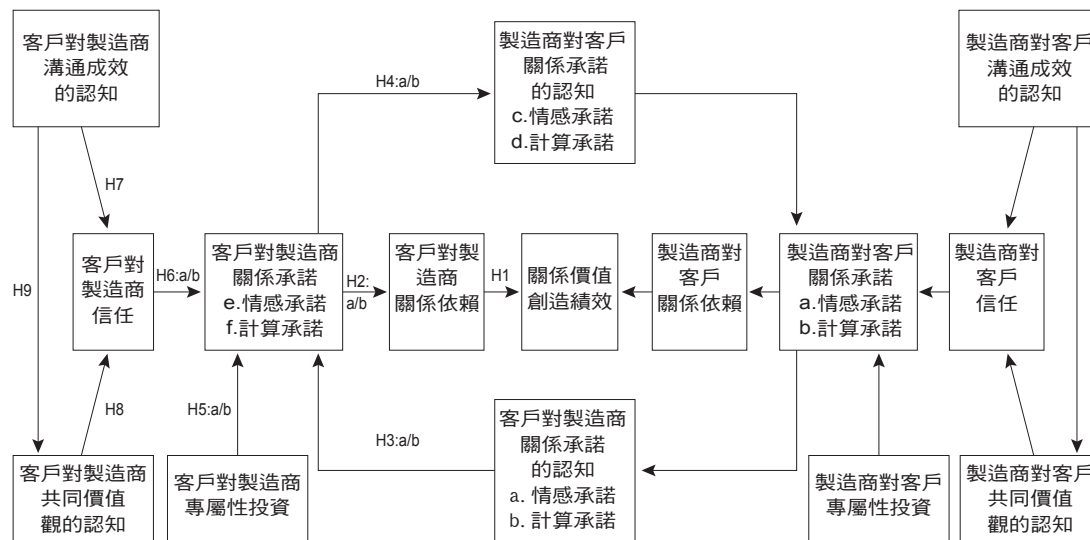 客戶對製造商
溝通成效
的認知
製造商對客戶
關係承諾
的認知
c.情感承諾
d.計算承諾
製造商對客戶
溝通成效
的認知
H4:a/b
H7
H9
客戶對
製造商
信任
H6:a/b
客戶對製造商
關係承諾
e.情感承諾
f.計算承諾
H2:
a/b
客戶對製
造商
關係依賴
H1
關係價值
創造績效
製造商對
客戶
關係依賴
製造商對客戶
關係承諾
a.情感承諾
b.計算承諾
製造商對
客戶
信任
H8
H5:a/b
H3:a/b
客戶對製造商
共同價值
觀的認知
客戶對製造商
專屬性投資
客戶對製造商
關係承諾
的認知
a. 情感承諾
b. 計算承諾
製造商對客戶
專屬性投資
製造商對客戶
共同價值
觀的認知